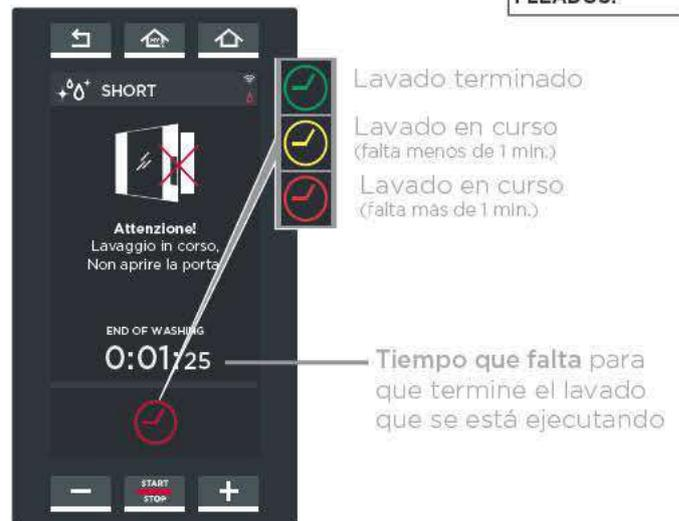 MY
SHORT
Attenzione!
Lavaggio in corso,
Non aprire la porta
END OF WASHING
0:01:25
START
STOP
Lavado terminado
Lavado en curso
(falta menos de 1 min.)
Lavado en curso
(falta más de 1 min.)
Tiempo que falta para
que termine el lavado
que se está ejecutando